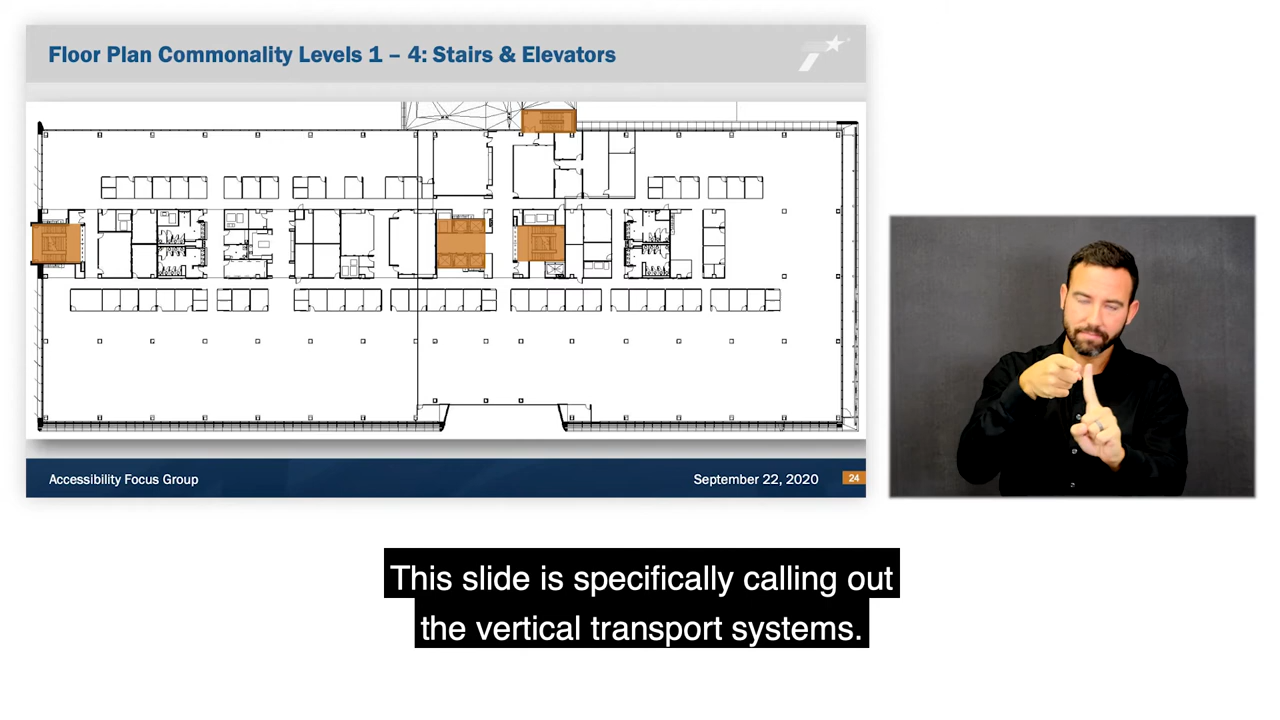 Floor Plan Commonality Levels 1 – 4: Stairs & Elevators
Accessibility Focus Group
September 22, 2020
24
This slide is specifically calling out
the vertical transport systems.